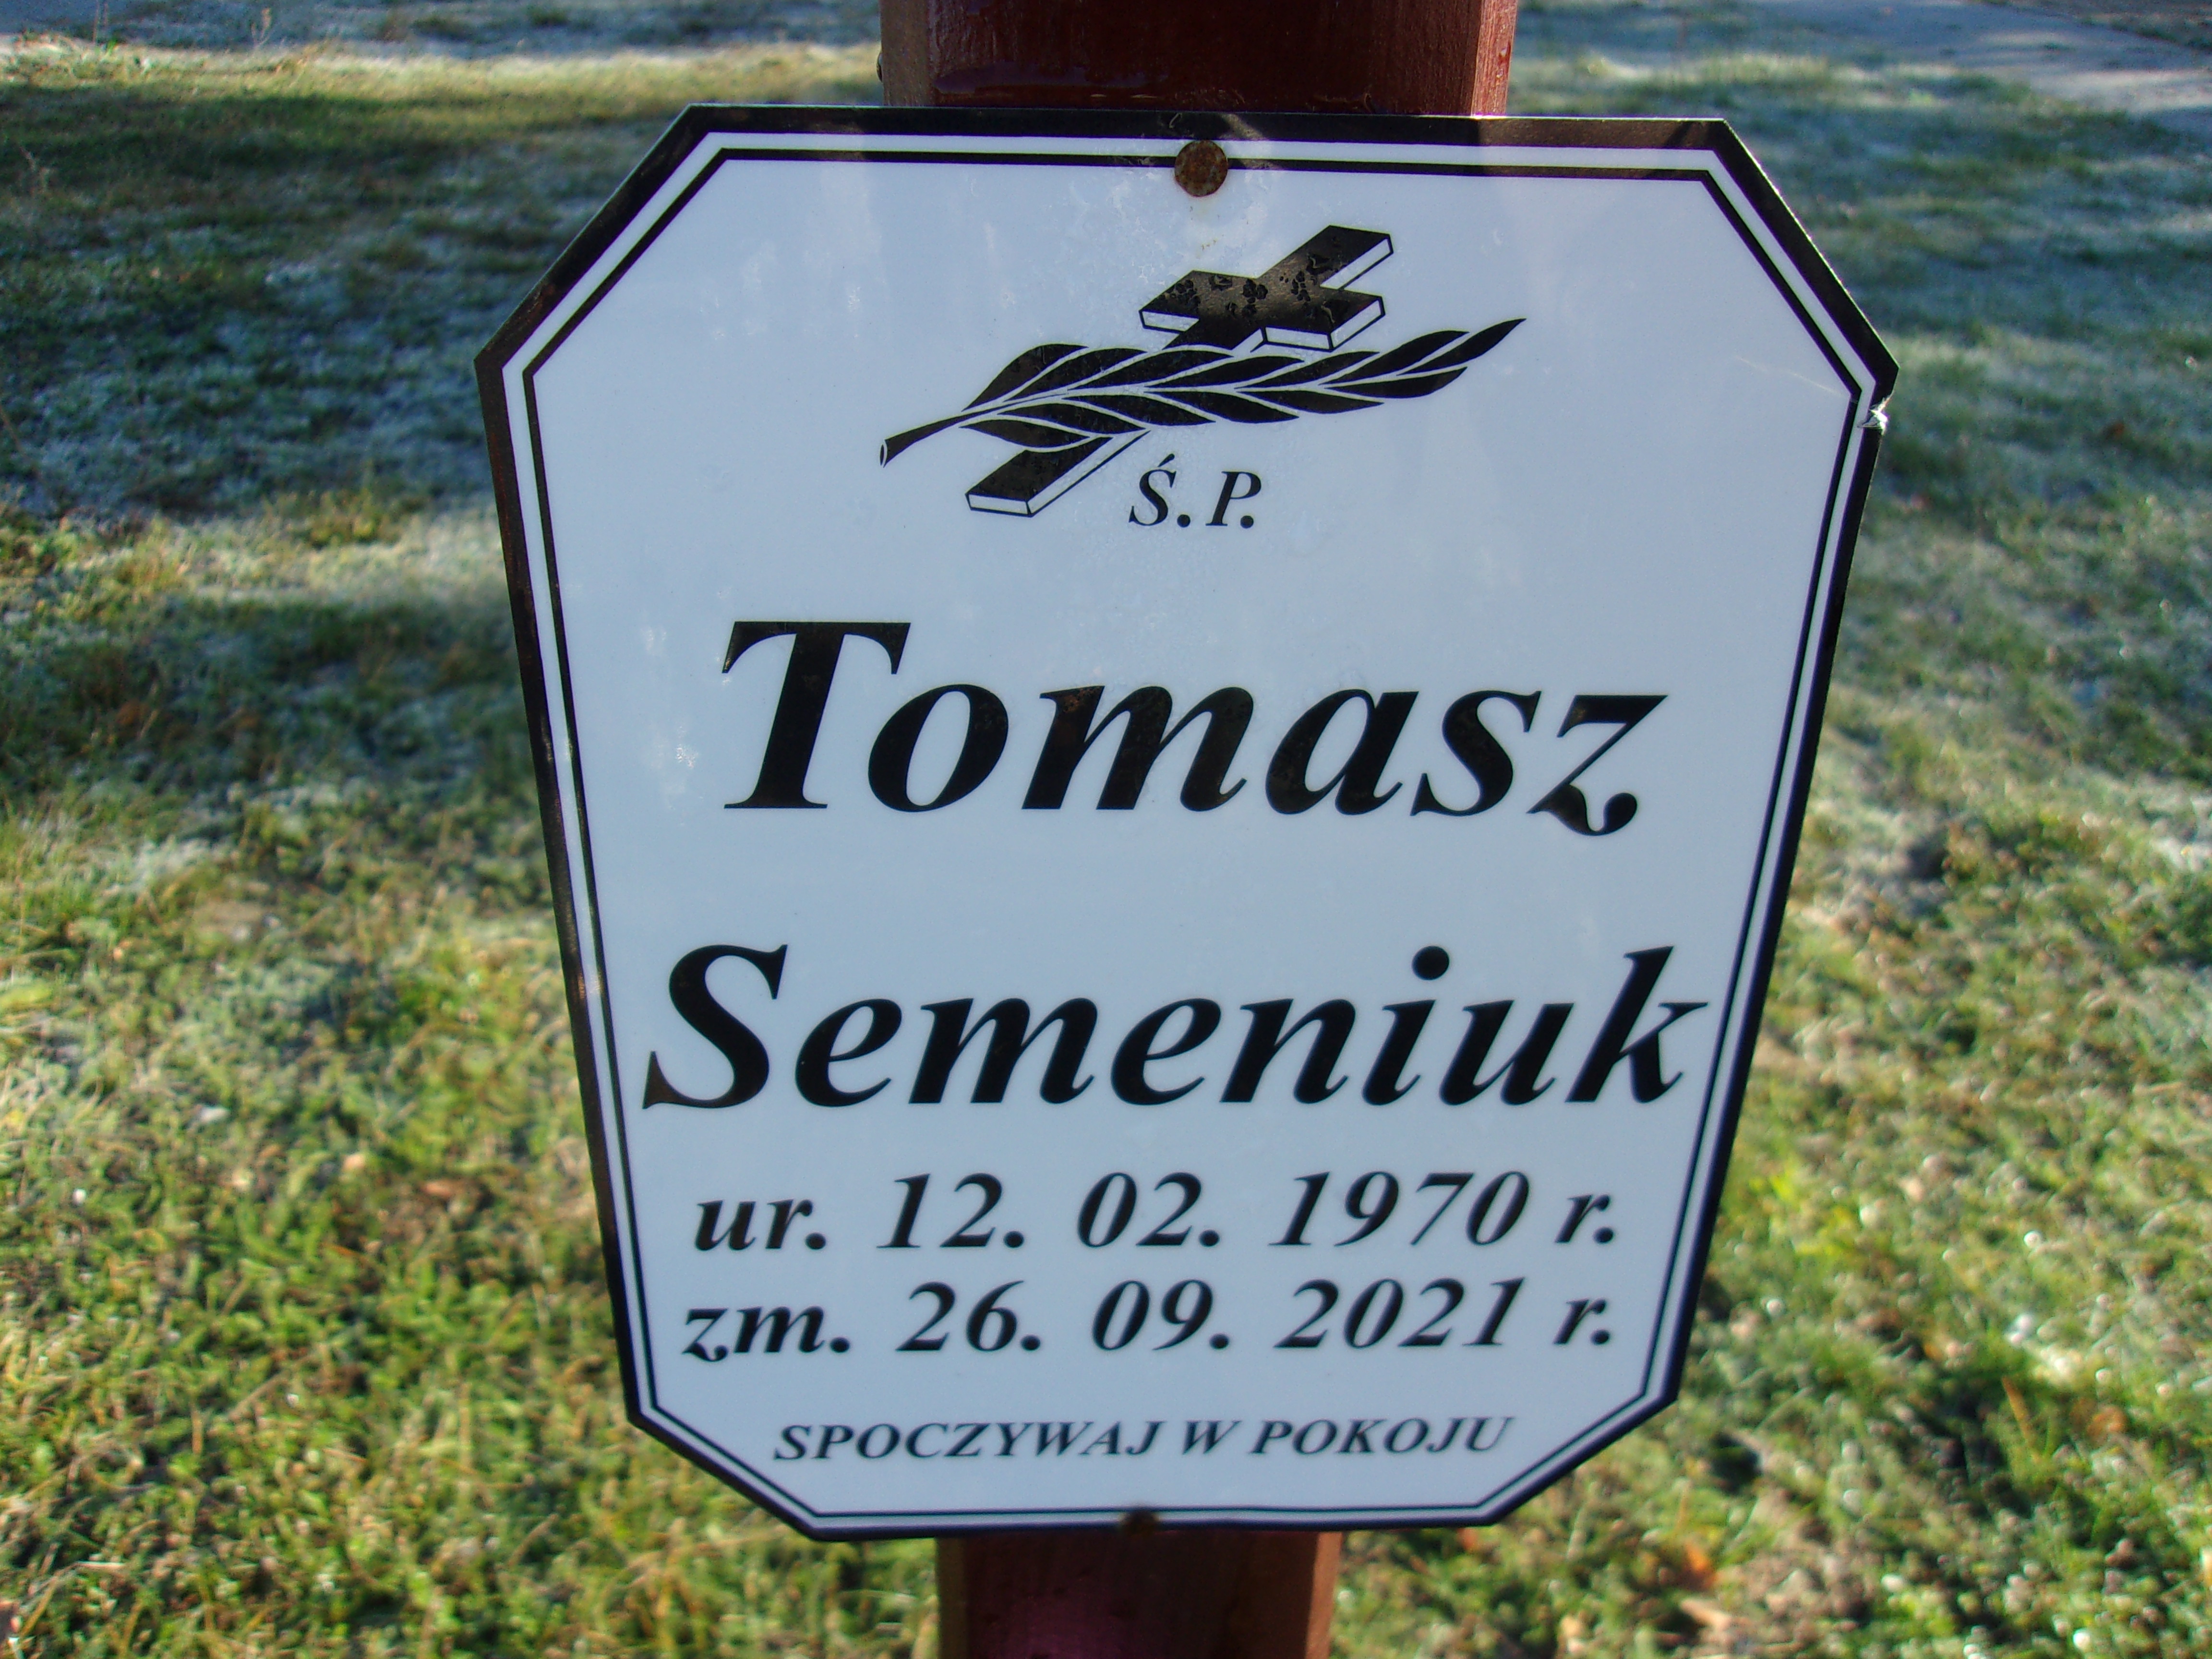 Ś.P.
Tomasz
Semeniuk
ur. 12. 02. 1970 r.
zm. 26. 09. 2021 r.
SPOCZYWAJ W POKOJU